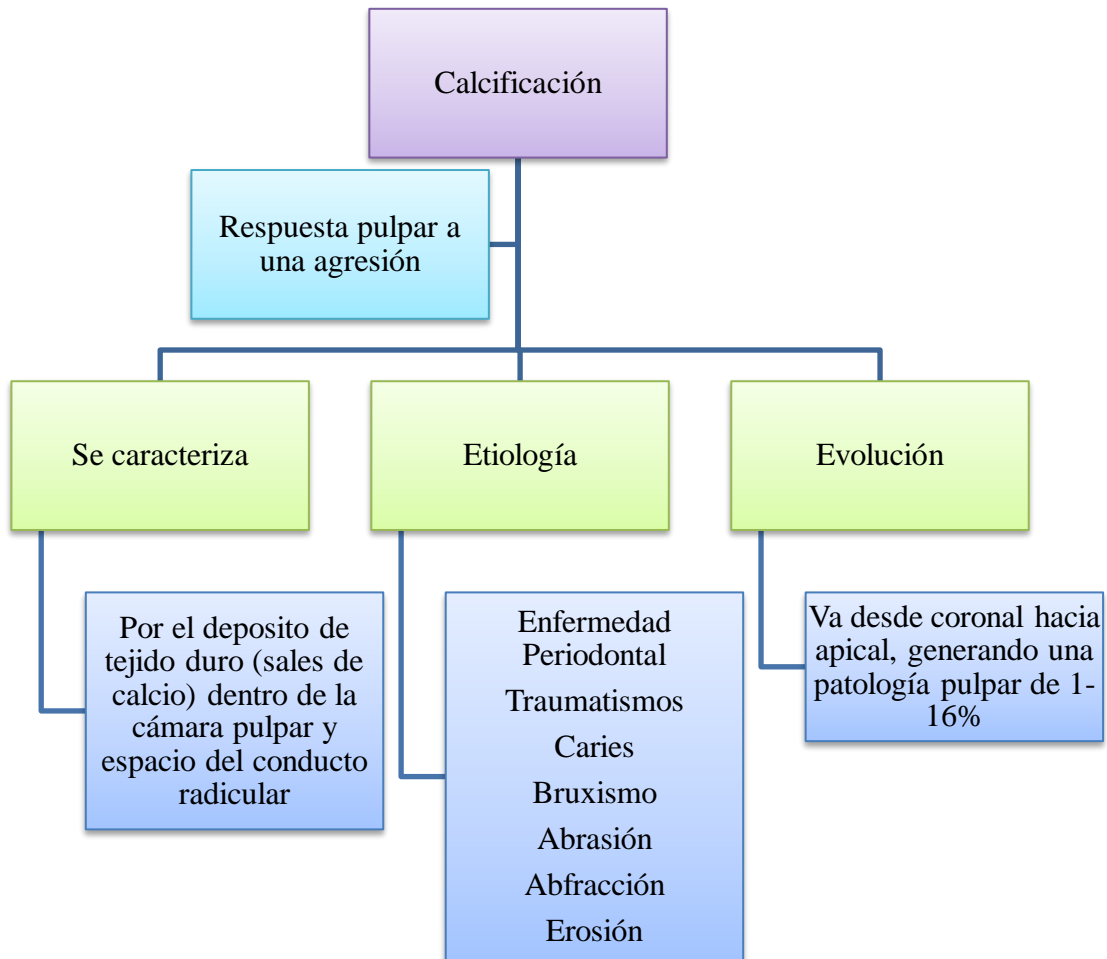 Calcificación
Respuesta pulpar a
una agresión
Se caracteriza
Etiología
Evolución
Por el deposito de
tejido duro (sales de
calcio) dentro de la
cámara pulpar y
espacio del conducto
radicular
Enfermedad
Periodontal
Traumatismos
Caries
Bruxismo
Abrasión
Abfracción
Erosión
Va desde coronal hacia
apical, generando una
patología pulpar de 1-
16%